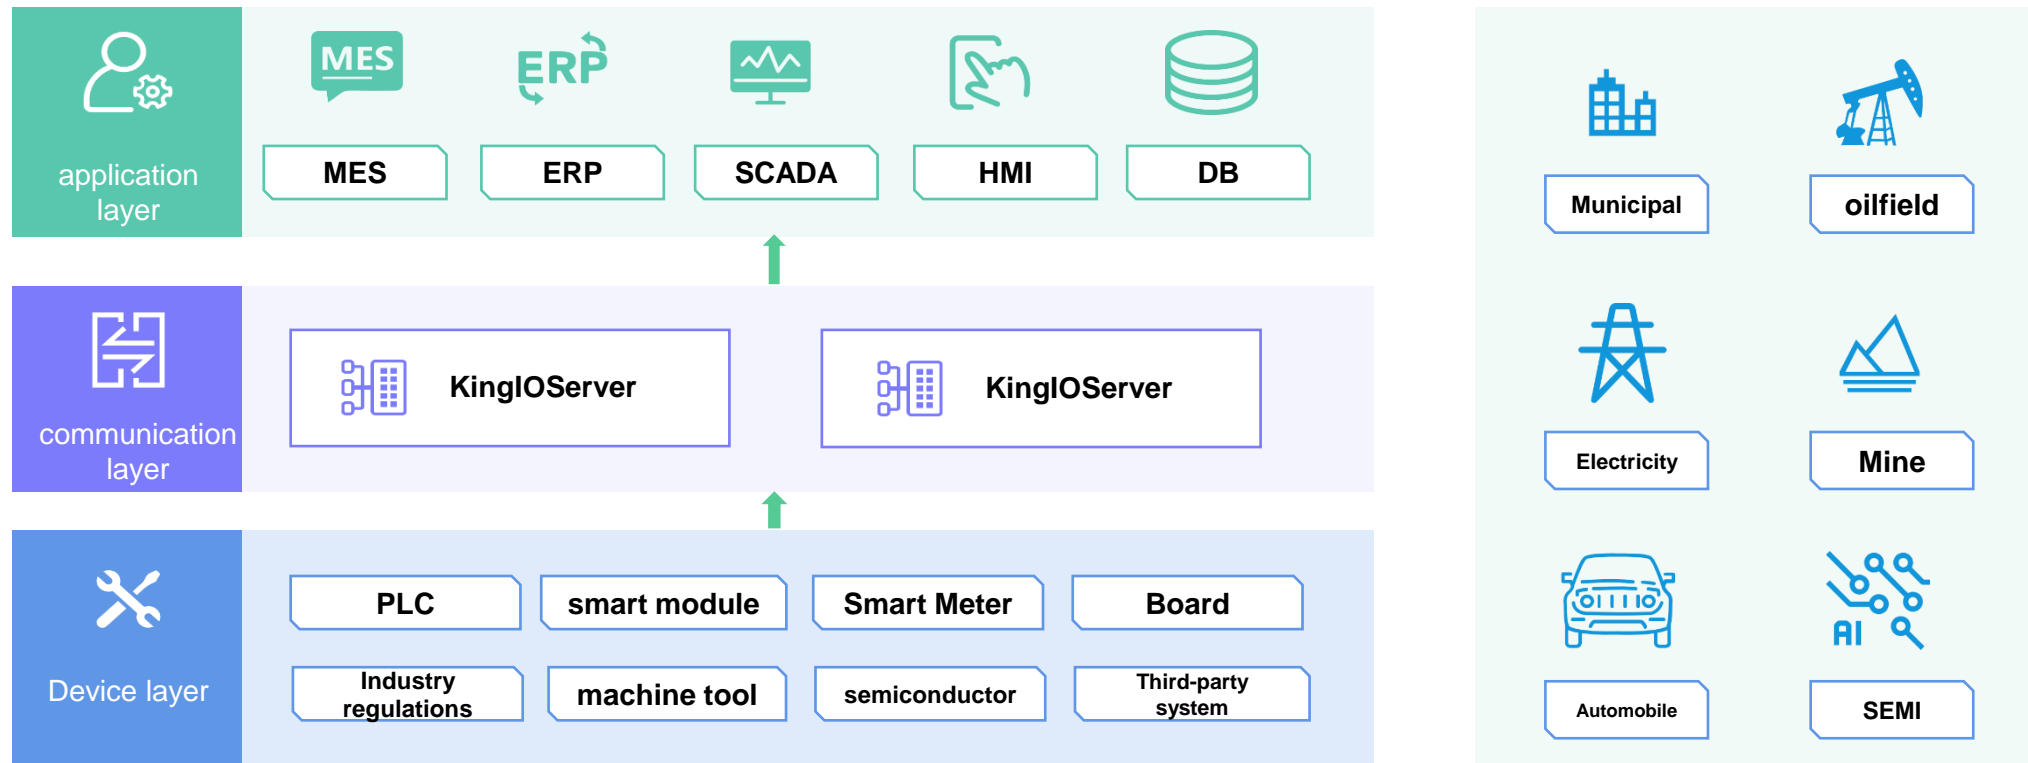 MES
ERP
application
layer
MES
ERP
SCADA
HMI
DB
communication
layer
KingIOServer
KingIOServer
Device layer
PLC
smart module
Smart Meter
Board
Industry
regulations
machine tool
semiconductor
Third-party
system
Municipal
oilfield
Electricity
Mine
AI
Automobile
SEMI